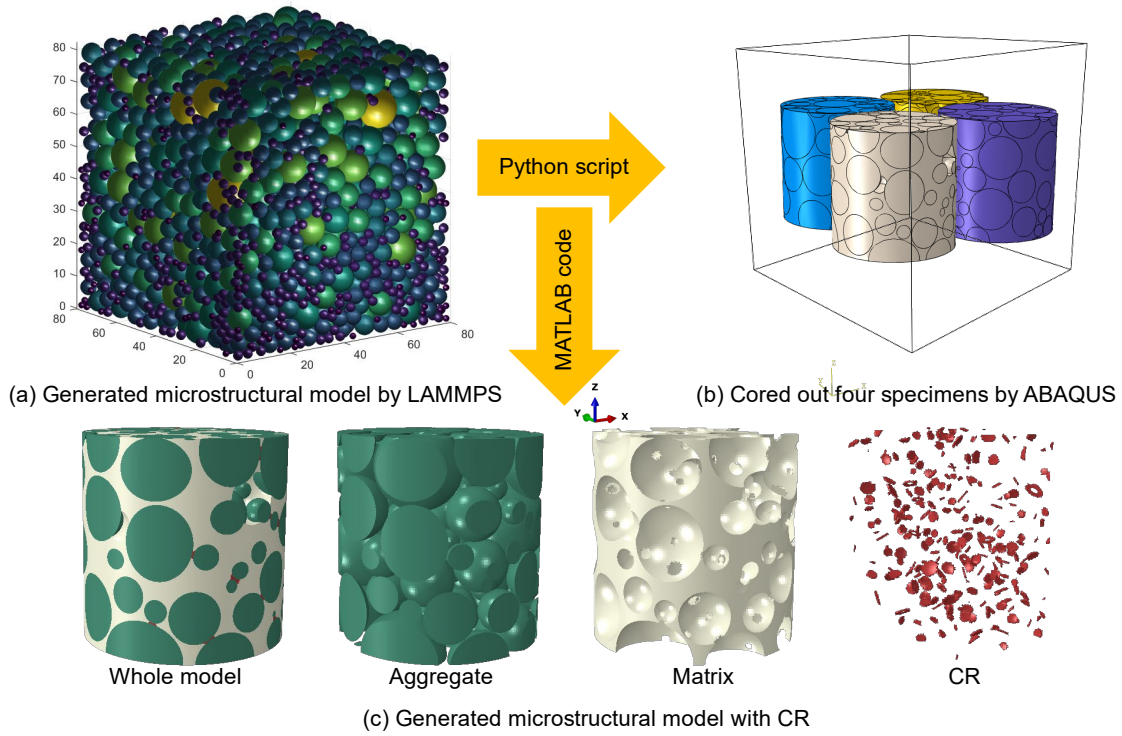 80
70
60
50
40
30
20
10
0
80
60
40
20
0
20
40
60
80
Python script
MATLAB code
(a) Generated microstructural model by LAMMPS
Z
Y
X
(b) Cored out four specimens by ABAQUS
Z
Y
X
Whole model
Aggregate
Matrix
CR
(c) Generated microstructural model with CR